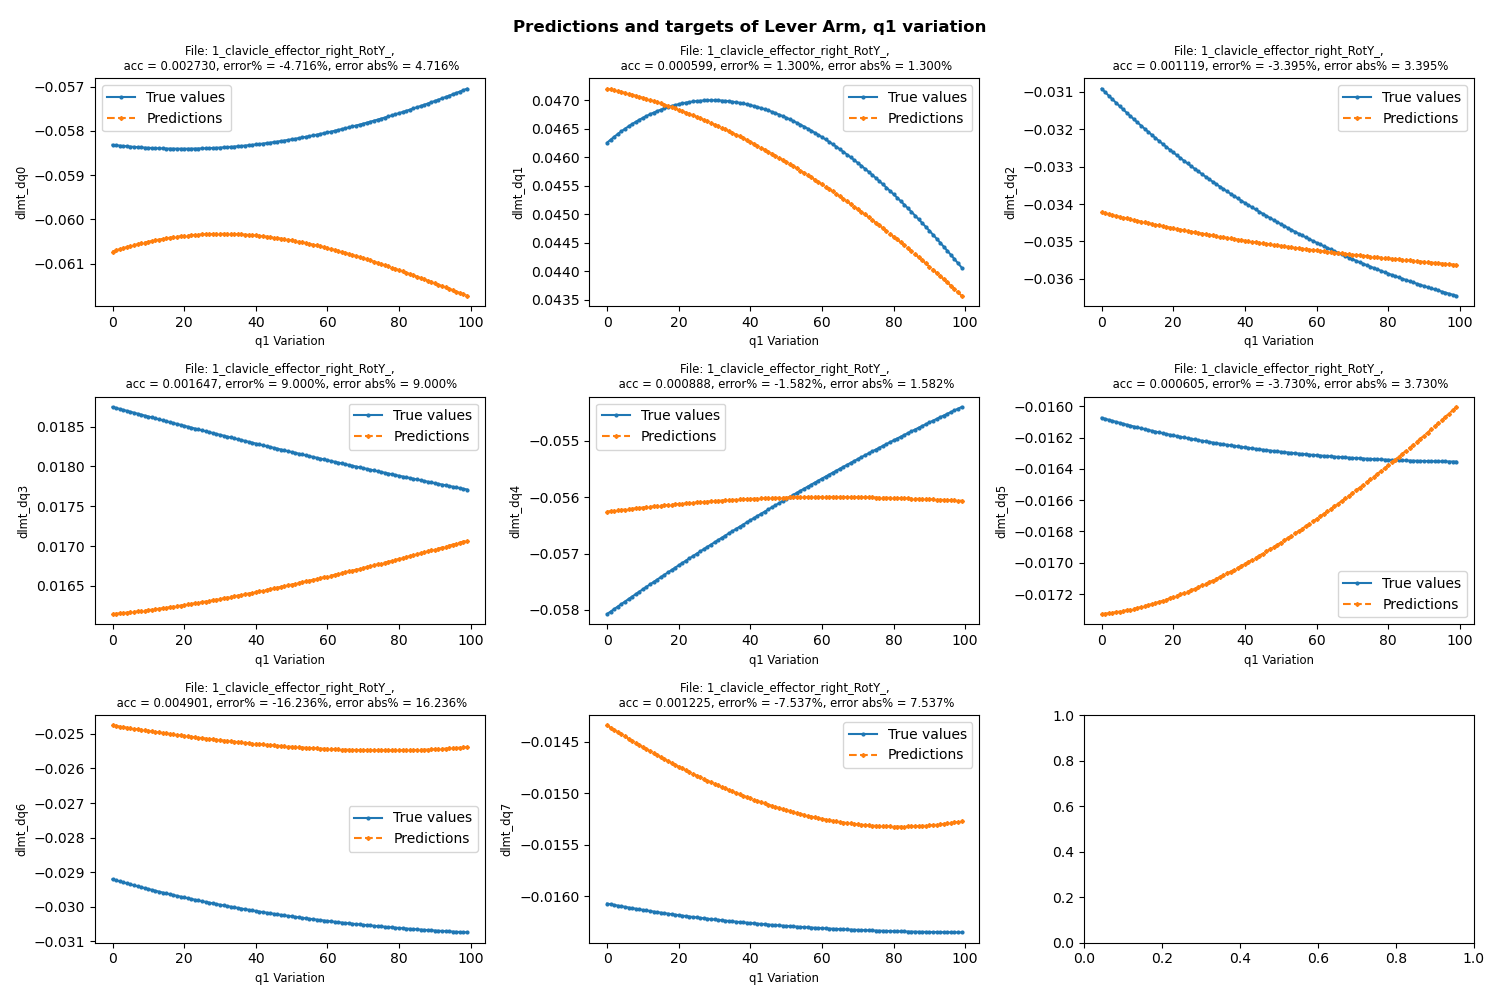 Predictions and targets of Lever Arm, q1 variation
File: 1_clavicle_effector_right_RotY_,
acc = 0.002730, error% = -4.716%, error abs% = 4.716%
−0.057
−0.058
−0.059
−0.060
−0.061
dlmt_dq0
True values
Predictions
0 20 40 60 80 100
q1 Variation
File: 1_clavicle_effector_right_RotY_,
acc = 0.000599, error% = 1.300%, error abs% = 1.300%
0.0470
0.0465
0.0460
0.0455
0.0450
0.0445
0.0440
0.0435
dlmt_dq1
True values
Predictions
0 20 40 60 80 100
q1 Variation
File: 1_clavicle_effector_right_RotY_,
acc = 0.001119, error% = -3.395%, error abs% = 3.395%
−0.031
−0.032
−0.033
−0.034
−0.035
−0.036
dlmt_dq2
True values
Predictions
0 20 40 60 80 100
q1 Variation
File: 1_clavicle_effector_right_RotY_,
acc = 0.001647, error% = 9.000%, error abs% = 9.000%
0.0185
0.0180
0.0175
0.0170
0.0165
dlmt_dq3
True values
Predictions
0 20 40 60 80 100
q1 Variation
File: 1_clavicle_effector_right_RotY_,
acc = 0.000888, error% = -1.582%, error abs% = 1.582%
−0.055
−0.056
−0.057
−0.058
dlmt_dq4
True values
Predictions
0 20 40 60 80 100
q1 Variation
File: 1_clavicle_effector_right_RotY_,
acc = 0.000605, error% = -3.730%, error abs% = 3.730%
−0.0160
−0.0162
−0.0164
−0.0166
−0.0168
−0.0170
−0.0172
dlmt_dq5
True values
Predictions
0 20 40 60 80 100
q1 Variation
File: 1_clavicle_effector_right_RotY_,
acc = 0.004901, error% = -16.236%, error abs% = 16.236%
−0.025
−0.026
−0.027
−0.028
−0.029
−0.030
−0.031
dlmt_dq6
True values
Predictions
0 20 40 60 80 100
q1 Variation
File: 1_clavicle_effector_right_RotY_,
acc = 0.001225, error% = -7.537%, error abs% = 7.537%
−0.0145
−0.0150
−0.0155
−0.0160
dlmt_dq7
True values
Predictions
0 20 40 60 80 100
q1 Variation
1.0
0.8
0.6
0.4
0.2
0.0
0.0 0.2 0.4 0.6 0.8 1.0